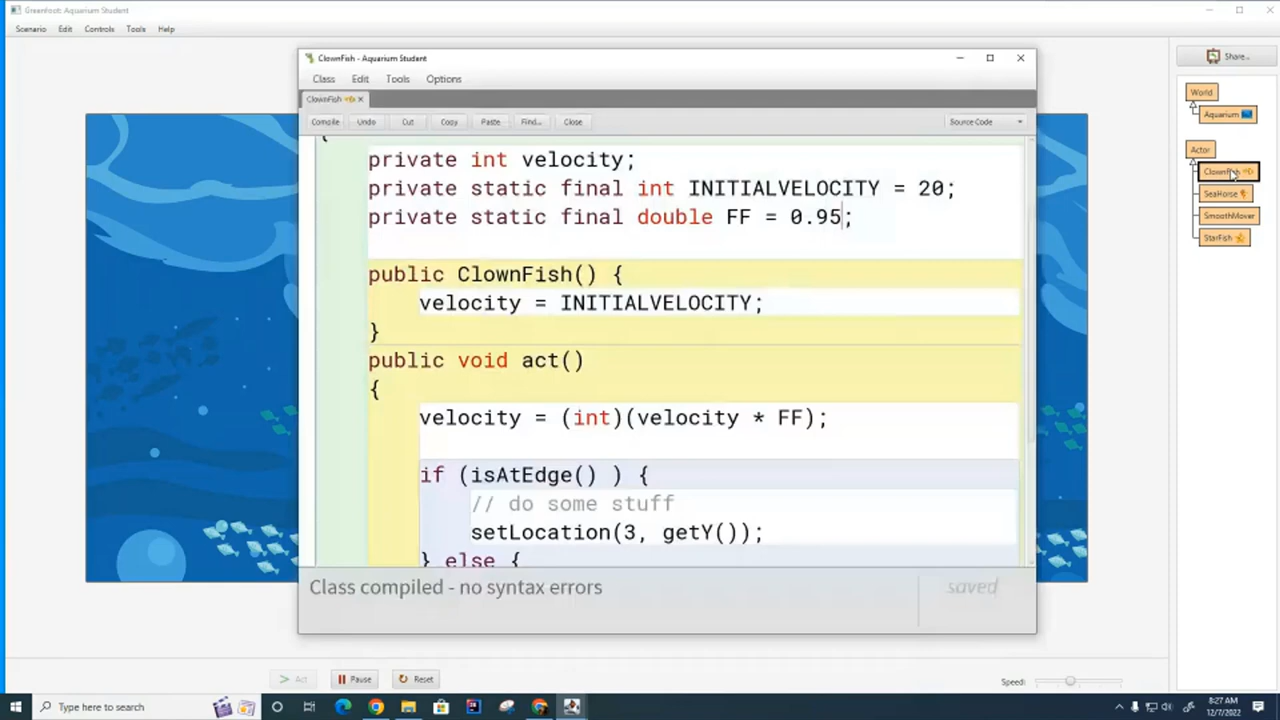 Greenfoot: Aquarium Student
Scenario Edit Controls Tools Help
Share...
ClownFish - Aquarium Student
Class Edit Tools Options
ClownFish
Compile Undo Cut Copy Paste Find... Close Source Code
{
private int velocity;
private static final int INITIALVELOCITY = 20;
private static final double FF = 0.95;
public ClownFish() {
velocity = INITIALVELOCITY;
}
public void act()
{
velocity = (int)(velocity * FF);
if (isAtEdge() ) {
// do some stuff
setLocation(3, getY());
} else {
Class compiled - no syntax errors
saved
World
Aquarium
Actor
ClownFish
SeaHorse
SmoothMover
StarFish
Act Pause Reset Speed:
Type here to search
8:27 AM
12/7/2022